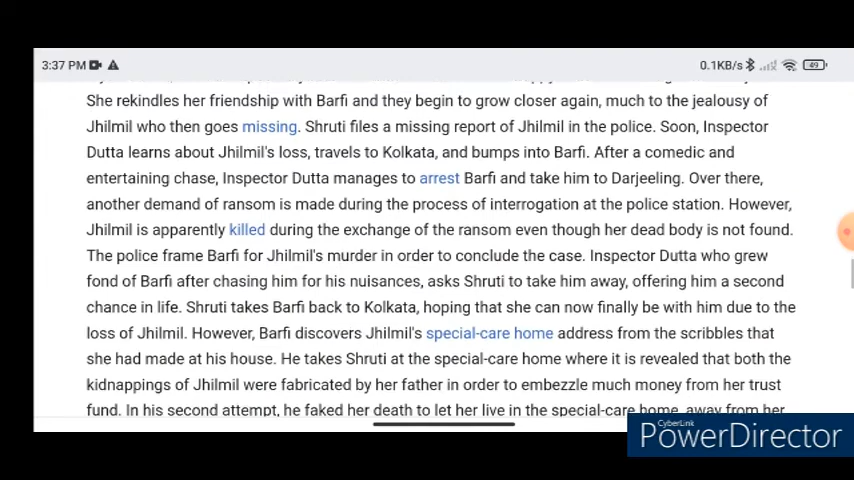 3:37 PM
0.1KB/s
49
She rekindles her friendship with Barfi and they begin to grow closer again, much to the jealousy of
Jhilmil who then goes missing. Shruti files a missing report of Jhilmil in the police. Soon, Inspector
Dutta learns about Jhilmil's loss, travels to Kolkata, and bumps into Barfi. After a comedic and
entertaining chase, Inspector Dutta manages to arrest Barfi and take him to Darjeeling. Over there,
another demand of ransom is made during the process of interrogation at the police station. However,
Jhilmil is apparently killed during the exchange of the ransom even though her dead body is not found.
The police frame Barfi for Jhilmil's murder in order to conclude the case. Inspector Dutta who grew
fond of Barfi after chasing him for his nuisances, asks Shruti to take him away, offering him a second
chance in life. Shruti takes Barfi back to Kolkata, hoping that she can now finally be with him due to the
loss of Jhilmil. However, Barfi discovers Jhilmil's special-care home address from the scribbles that
she had made at his house. He takes Shruti at the special-care home where it is revealed that both the
kidnappings of Jhilmil were fabricated by her father in order to embezzle much money from her trust
fund. In his second attempt, he faked her death to let her live in the special-care home, away from her
CyberLink
PowerDirector